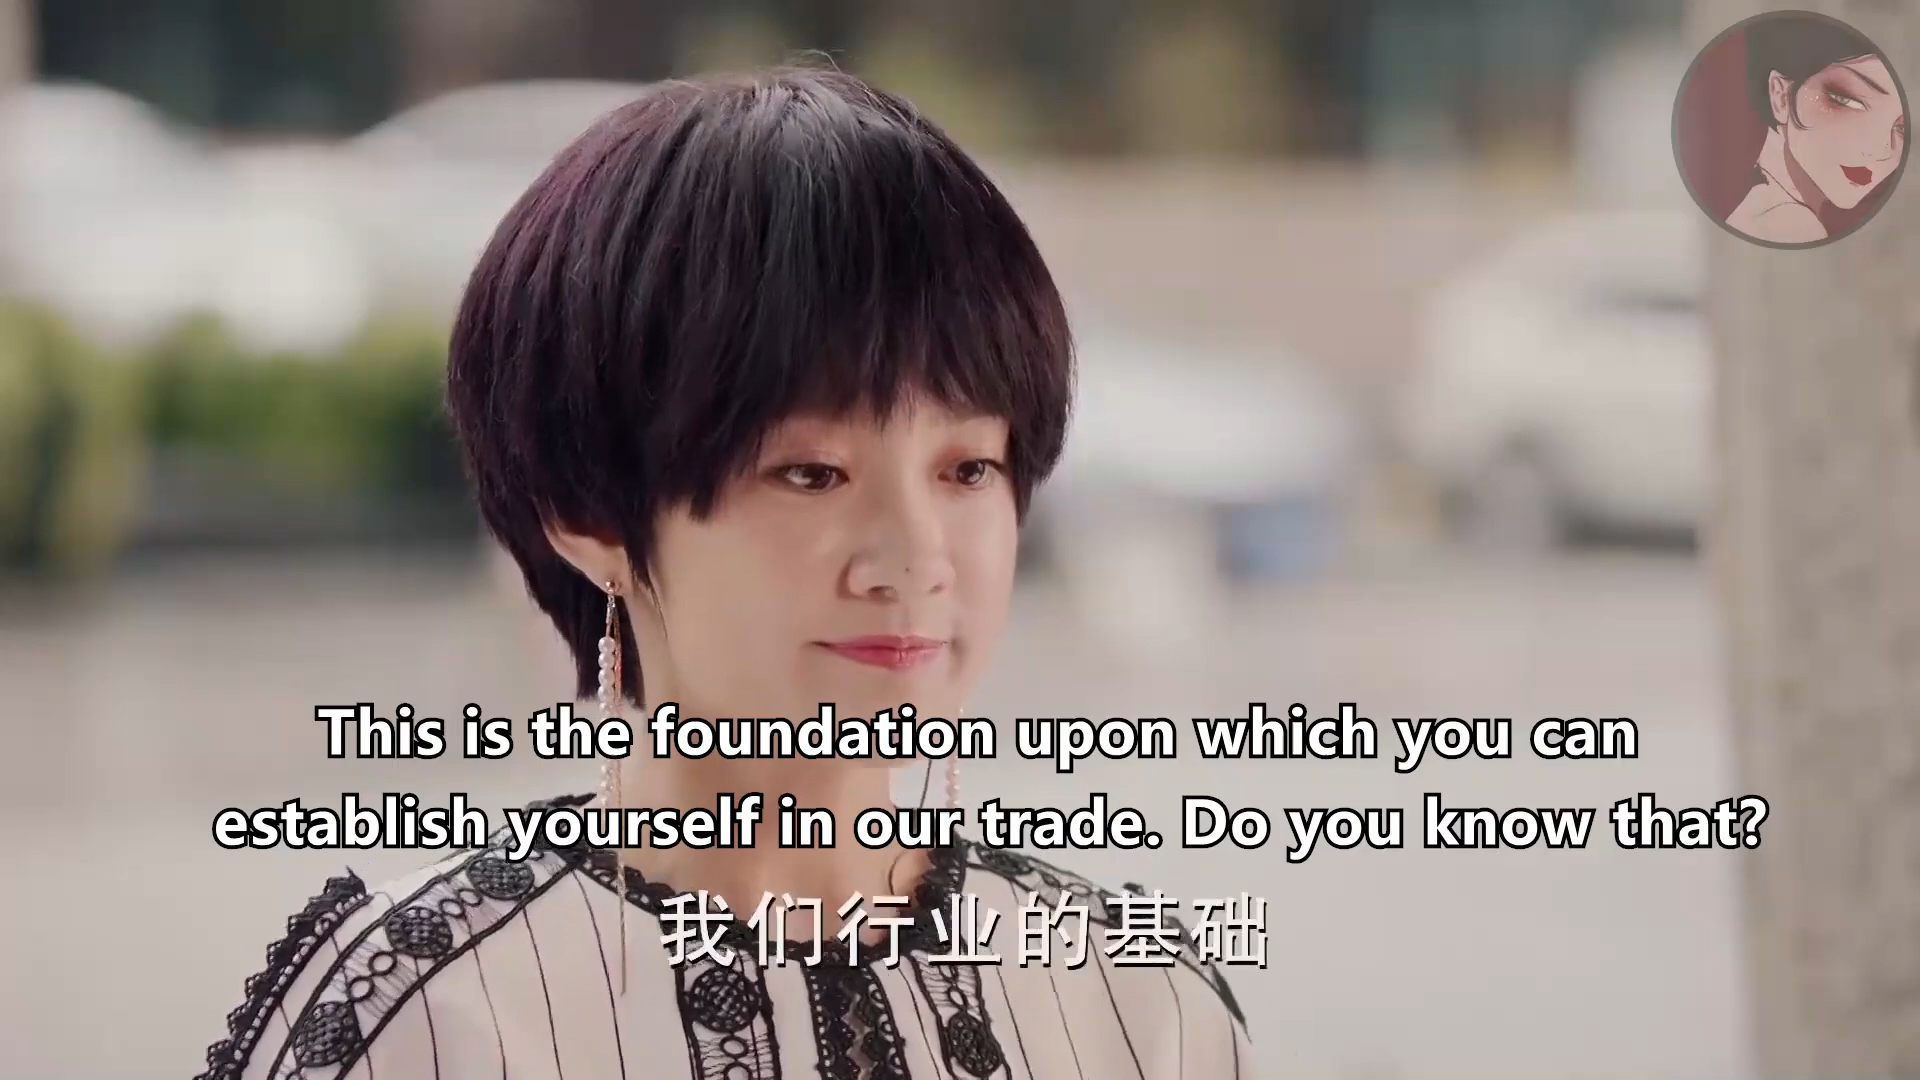 This is the foundation upon which you can
establish yourself in our trade. Do you know that?
我们行业的基础